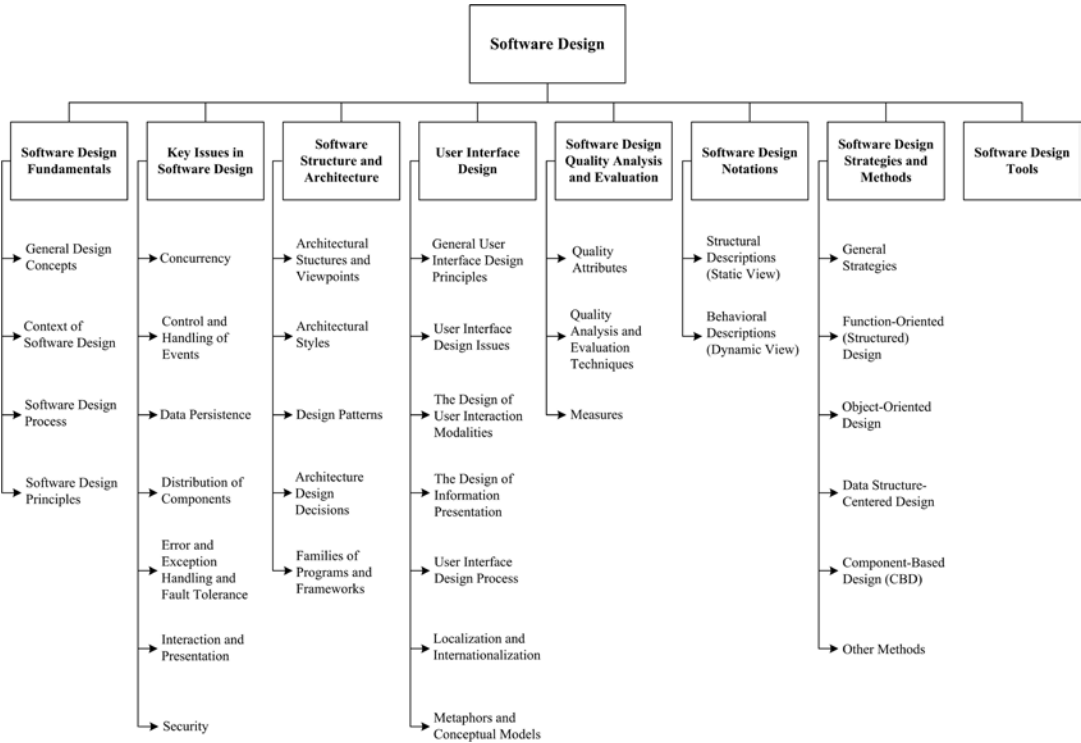 Software Design
Software Design
Fundamentals
General Design
Concepts
Context of
Software Design
Software Design
Process
Software Design
Principles
Key Issues in
Software Design
Concurrency
Control and
Handling of
Events
Data Persistence
Distribution of
Components
Error and
Exception
Handling and
Fault Tolerance
Interaction and
Presentation
Security
Software
Structure and
Architecture
Architectural
Stuctures and
Viewpoints
Architectural
Styles
Design Patterns
Architecture
Design
Decisions
Families of
Programs and
Frameworks
User Interface
Design
General User
Interface Design
Principles
User Interface
Design Issues
The Design of
User Interaction
Modalities
The Design of
Information
Presentation
User Interface
Design Process
Localization and
Internationalization
Metaphors and
Conceptual Models
Software Design
Quality Analysis
and Evaluation
Quality
Attributes
Quality
Analysis and
Evaluation
Techniques
Measures
Software Design
Notations
Structural
Descriptions
(Static View)
Behavioral
Descriptions
(Dynamic View)
Software Design
Strategies and
Methods
General
Strategies
Function-Oriented
(Structured)
Design
Object-Oriented
Design
Data Structure-
Centered Design
Component-Based
Design (CBD)
Other Methods
Software Design
Tools